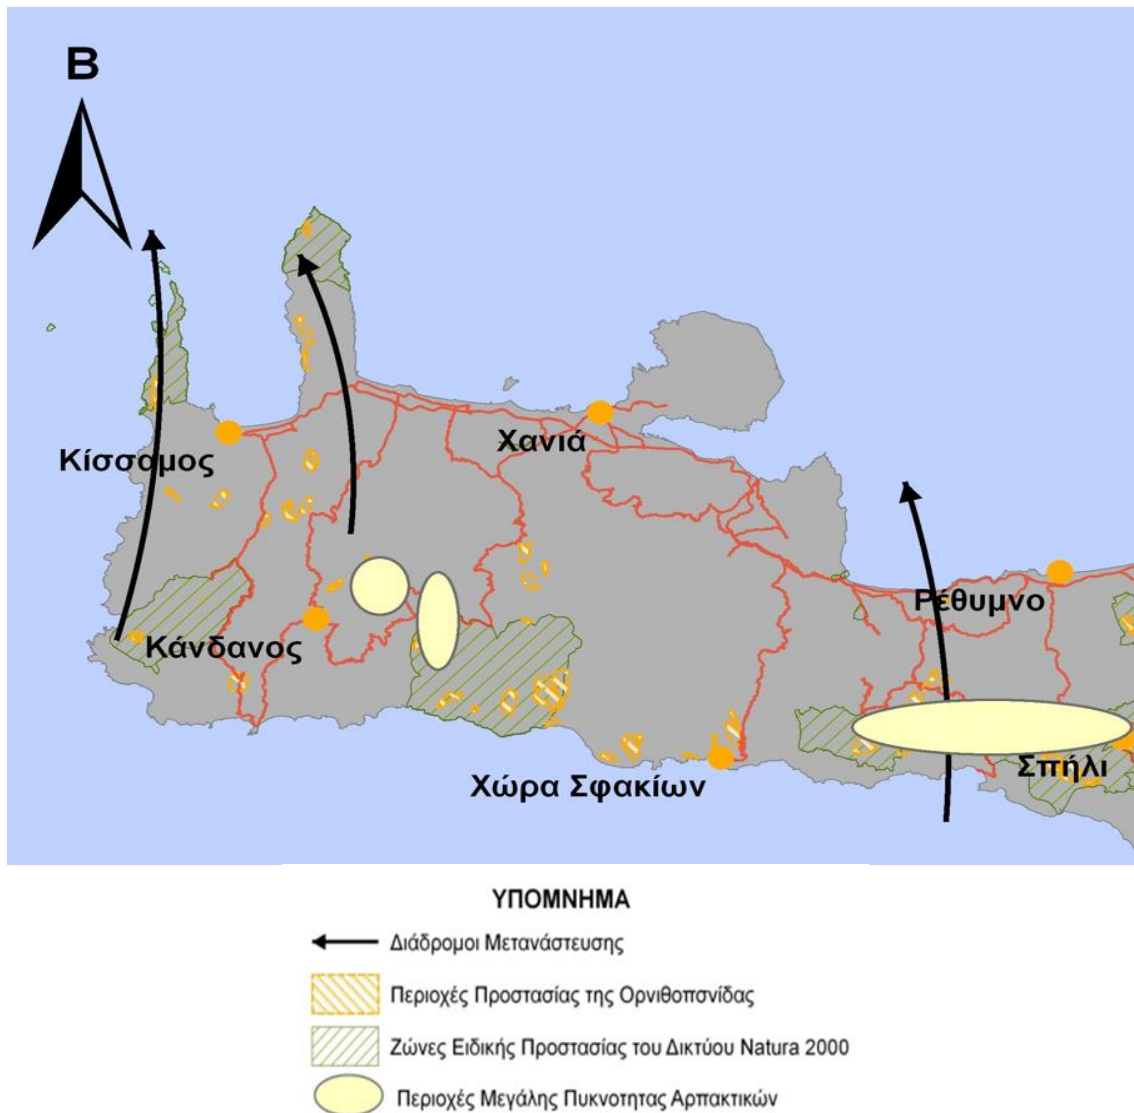 Β
Κίσσαμος
Χανιά
Ρέθυμνο
Κάνδανος
Σπήλι
Χώρα Σφακίων
ΥΠΟΜΝΗΜΑ
Διάδρομοι Μετανάστευσης
Περιοχές Προστασίας της Ορνιθοπσνίδας
Ζώνες Ειδικής Προστασίας του Δικτύου Natura 2000
Περιοχές Μεγάλης Πυκνοτητας Αρπακτικών